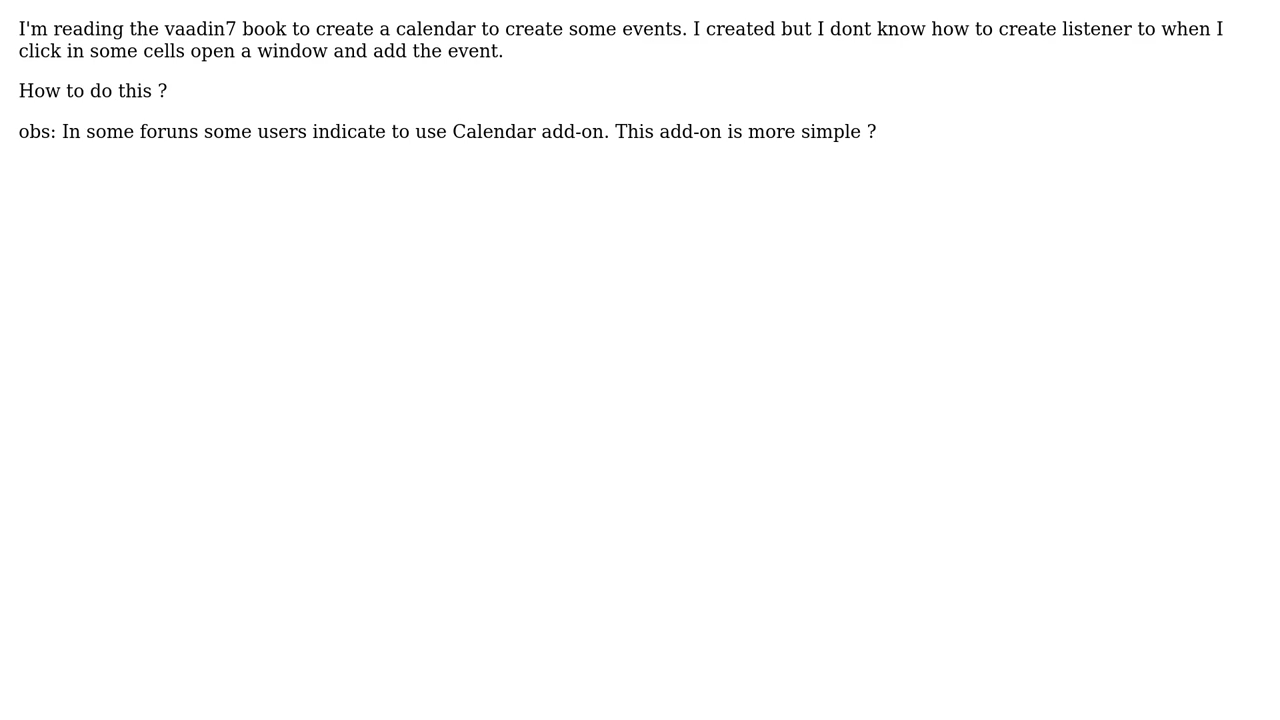 I'm reading the vaadin7 book to create a calendar to create some events. I created but I dont know how to create listener to when I
click in some cells open a window and add the event.
How to do this ?
obs: In some foruns some users indicate to use Calendar add-on. This add-on is more simple ?